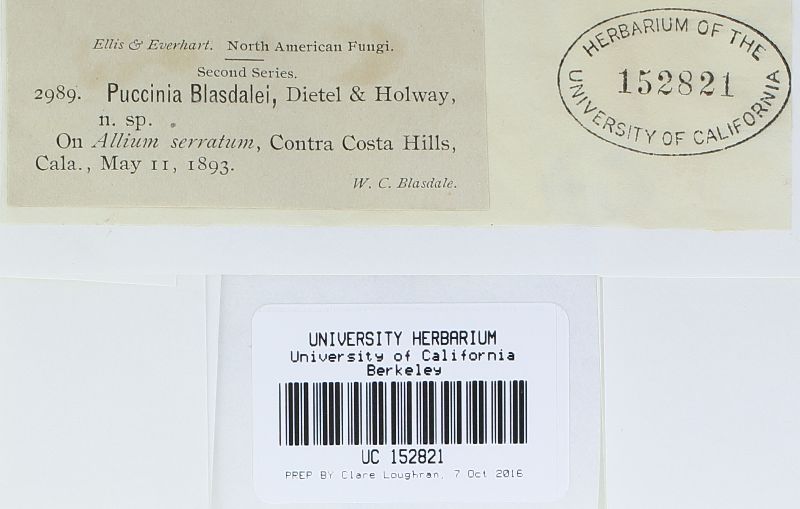 Ellis & Everhart. North American Fungi.
Second Series.
2989. Puccinia Blasdalei, Dietel & Holway,
n. sp.
On Allium serratum, Contra Costa Hills,
Cala., May 11, 1893.
W. C. Blasdale.
HERBARIUM OF THE
152821
UNIVERSITY OF CALIFORNIA
UNIVERSITY HERBARIUM
University of California
Berkeley
UC 152821
PREP BY Clare Loughran, 7 Oct 2016